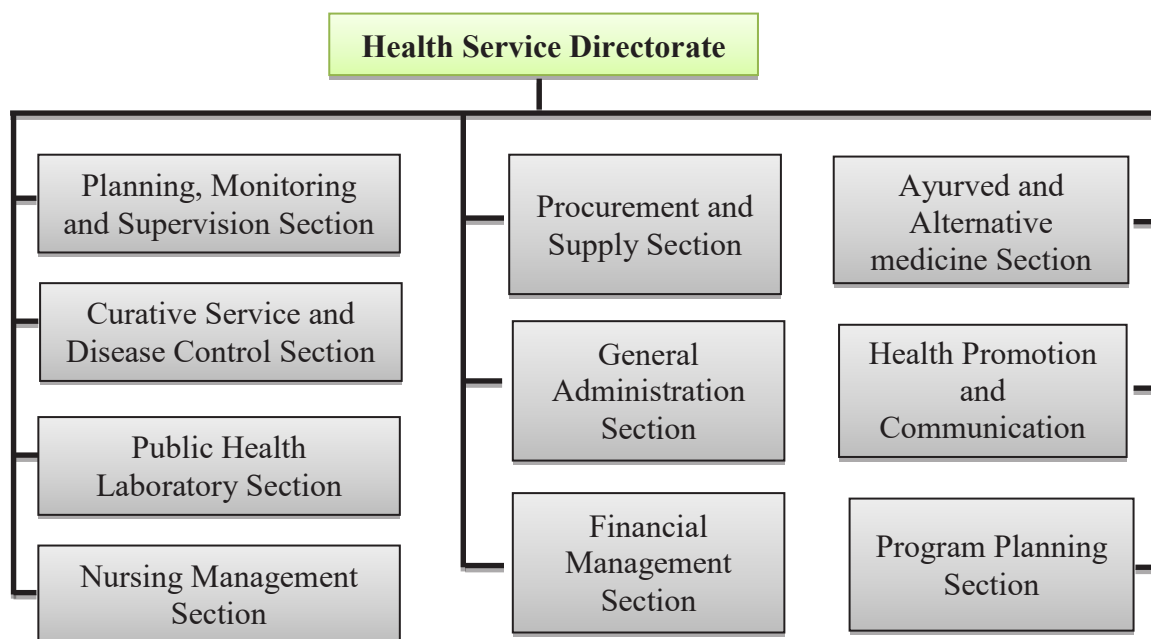 Health Service Directorate
Planning, Monitoring
and Supervision Section
Curative Service and
Disease Control Section
Public Health
Laboratory Section
Nursing Management
Section
Procurement and
Supply Section
General
Administration
Section
Financial
Management
Section
Ayurved and
Alternative
medicine Section
Health Promotion
and
Communication
Program Planning
Section